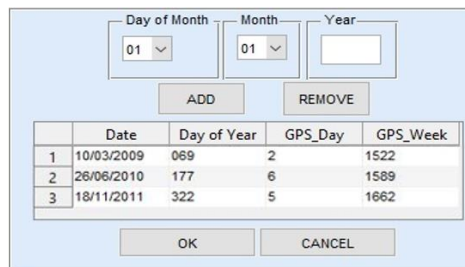 Day of Month Month Year
01 01
ADD REMOVE
Date Day of Year GPS_Day GPS_Week
1 10/03/2009 069 2 1522
2 26/06/2010 177 6 1589
3 18/11/2011 322 5 1662
OK CANCEL